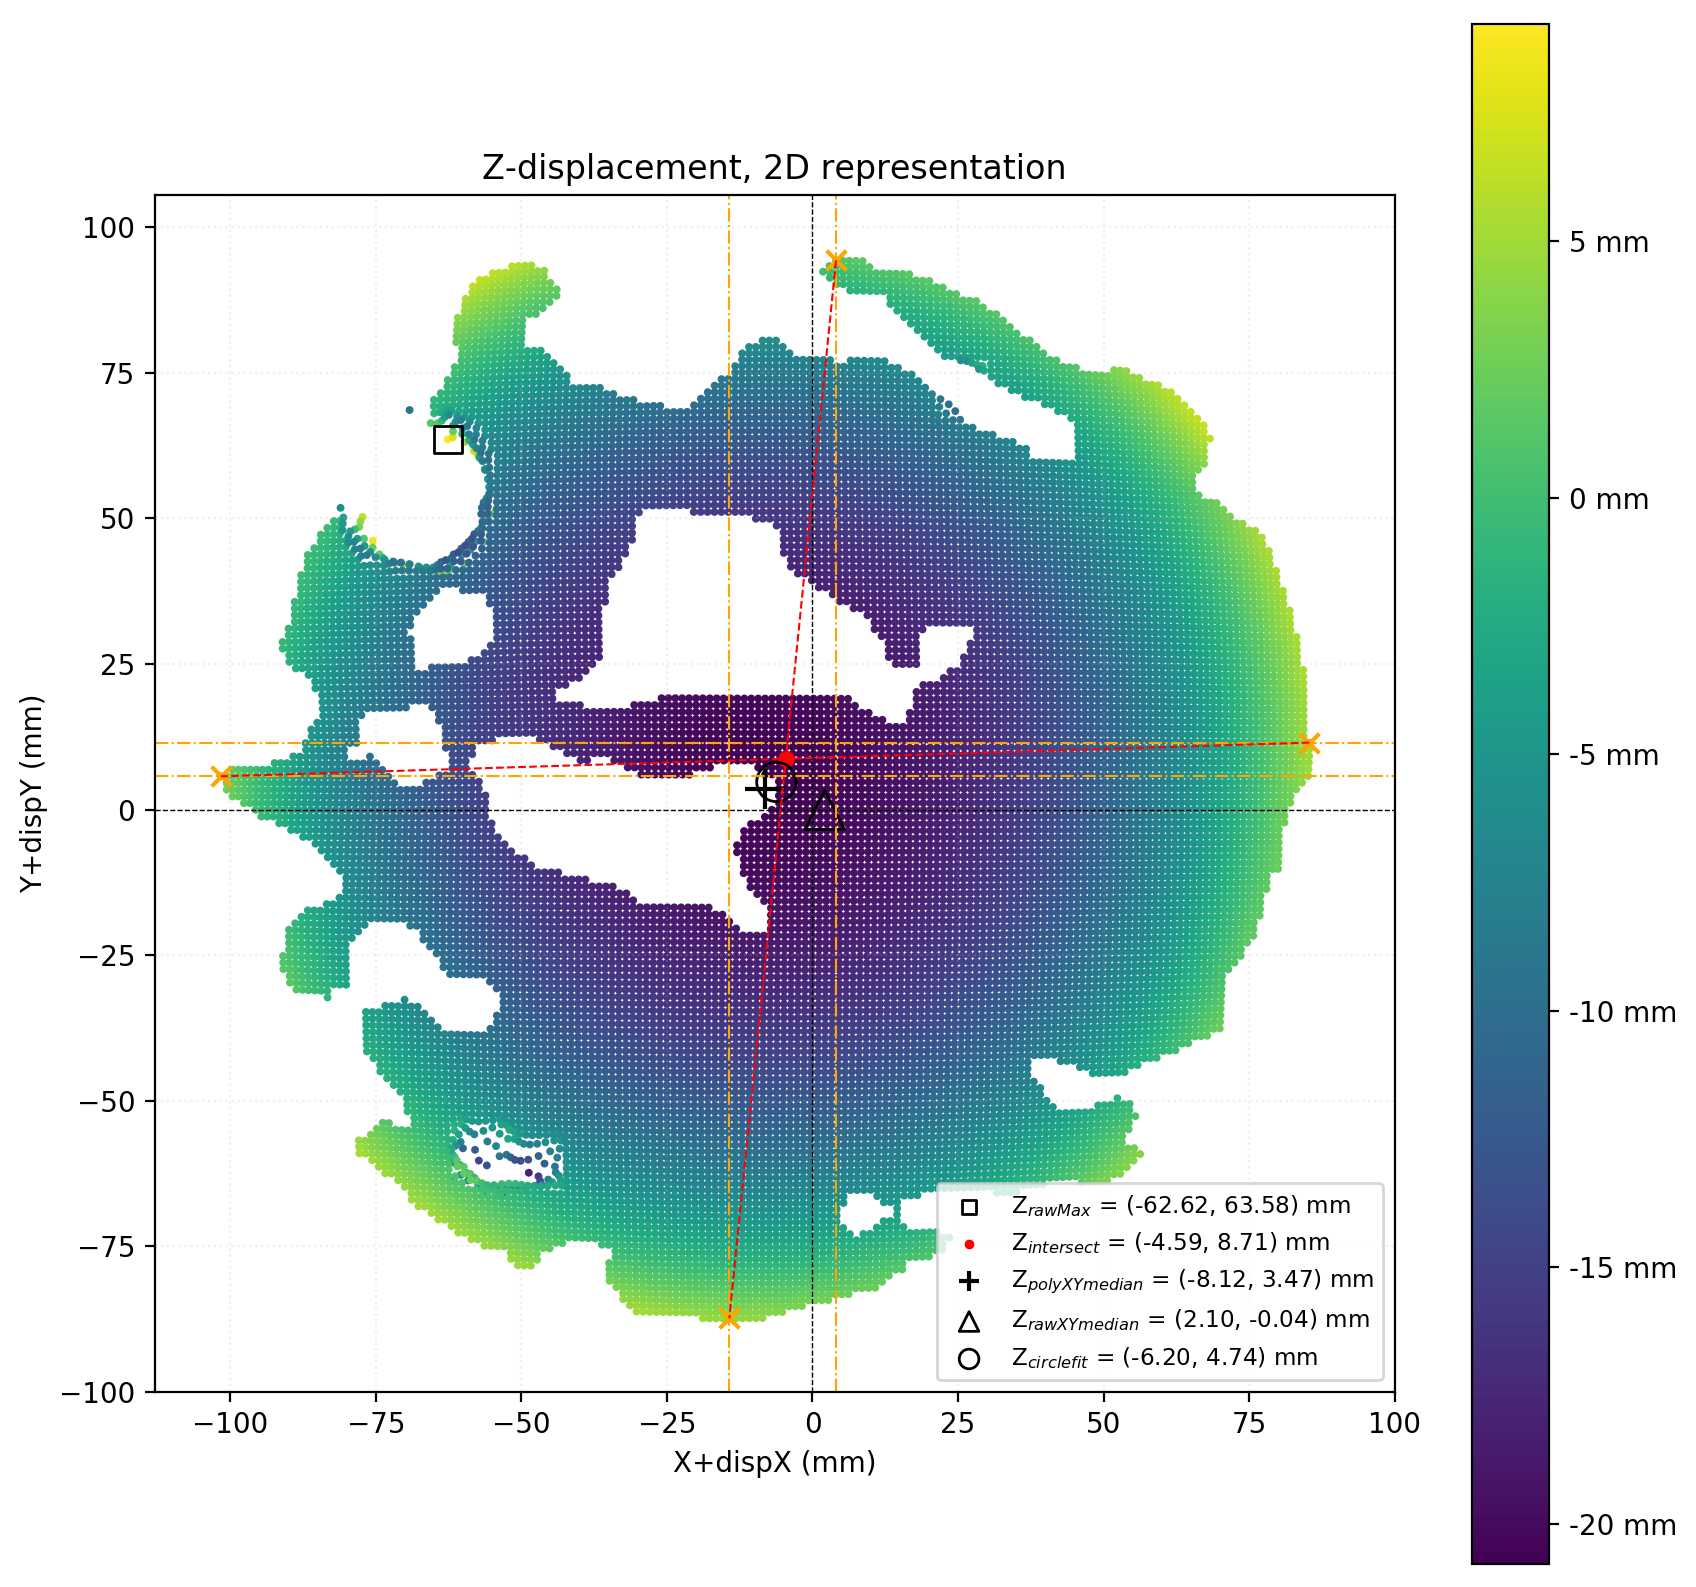 Z-displacement, 2D representation
100
75
50
25
0
−25
−50
−75
−100
Y+dispY (mm)
−100 −75 −50 −25 0 25 50 75 100
X+dispX (mm)
Z_rawMax = (-62.62, 63.58) mm
Z_intersect = (-4.59, 8.71) mm
Z_polyXYmedian = (-8.12, 3.47) mm
Z_rawXYmedian = (2.10, -0.04) mm
Z_circlefit = (-6.20, 4.74) mm
5 mm
0 mm
-5 mm
-10 mm
-15 mm
-20 mm